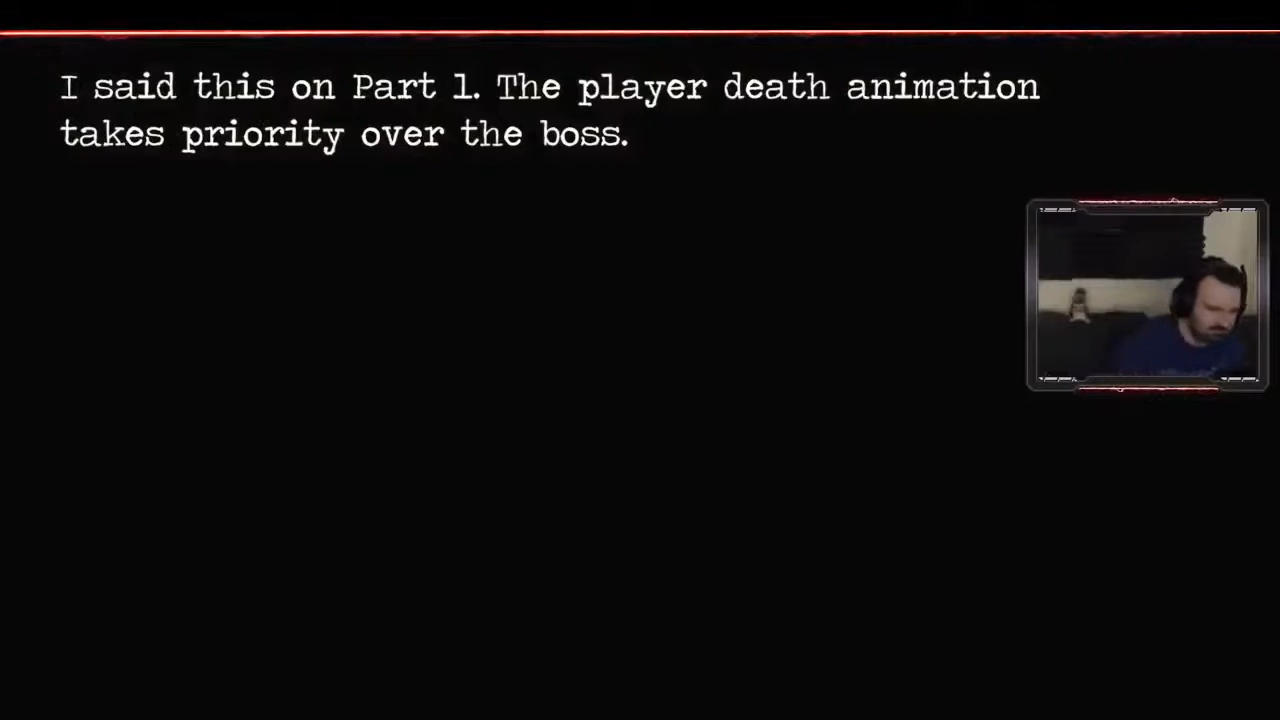 I said this on Part 1. The player death animation
takes priority over the boss.